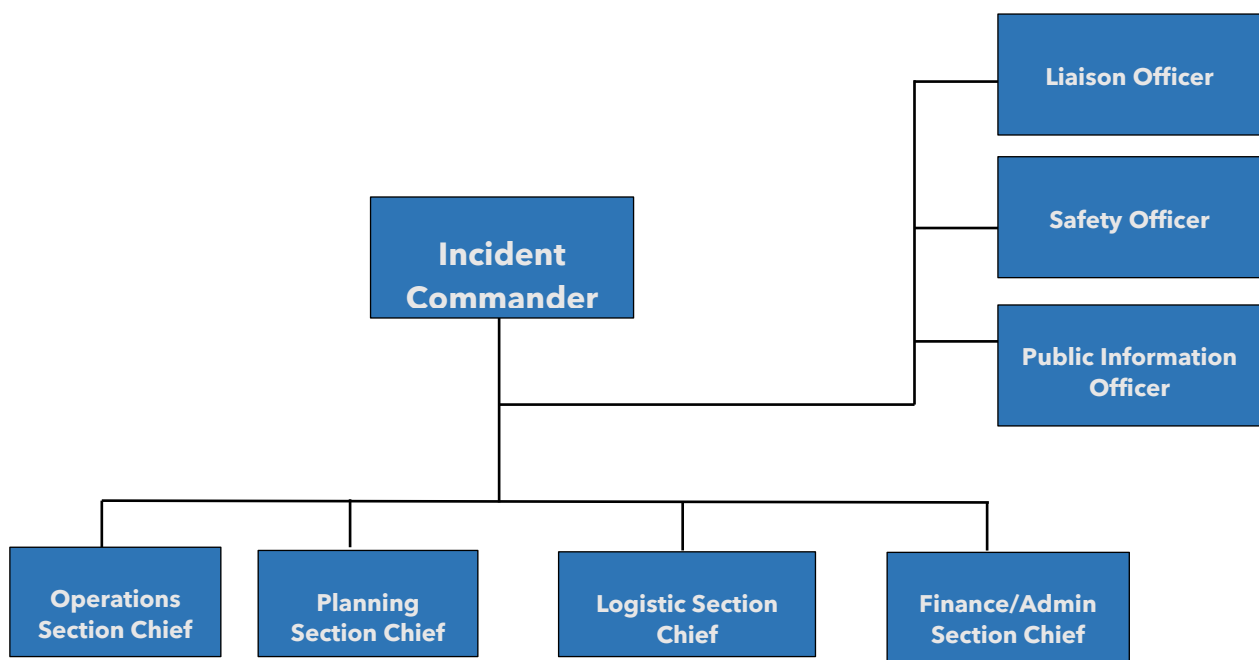 Liaison Officer
Safety Officer
Incident
Commander
Public Information
Officer
Operations
Section Chief
Planning
Section Chief
Logistic Section
Chief
Finance/Admin
Section Chief